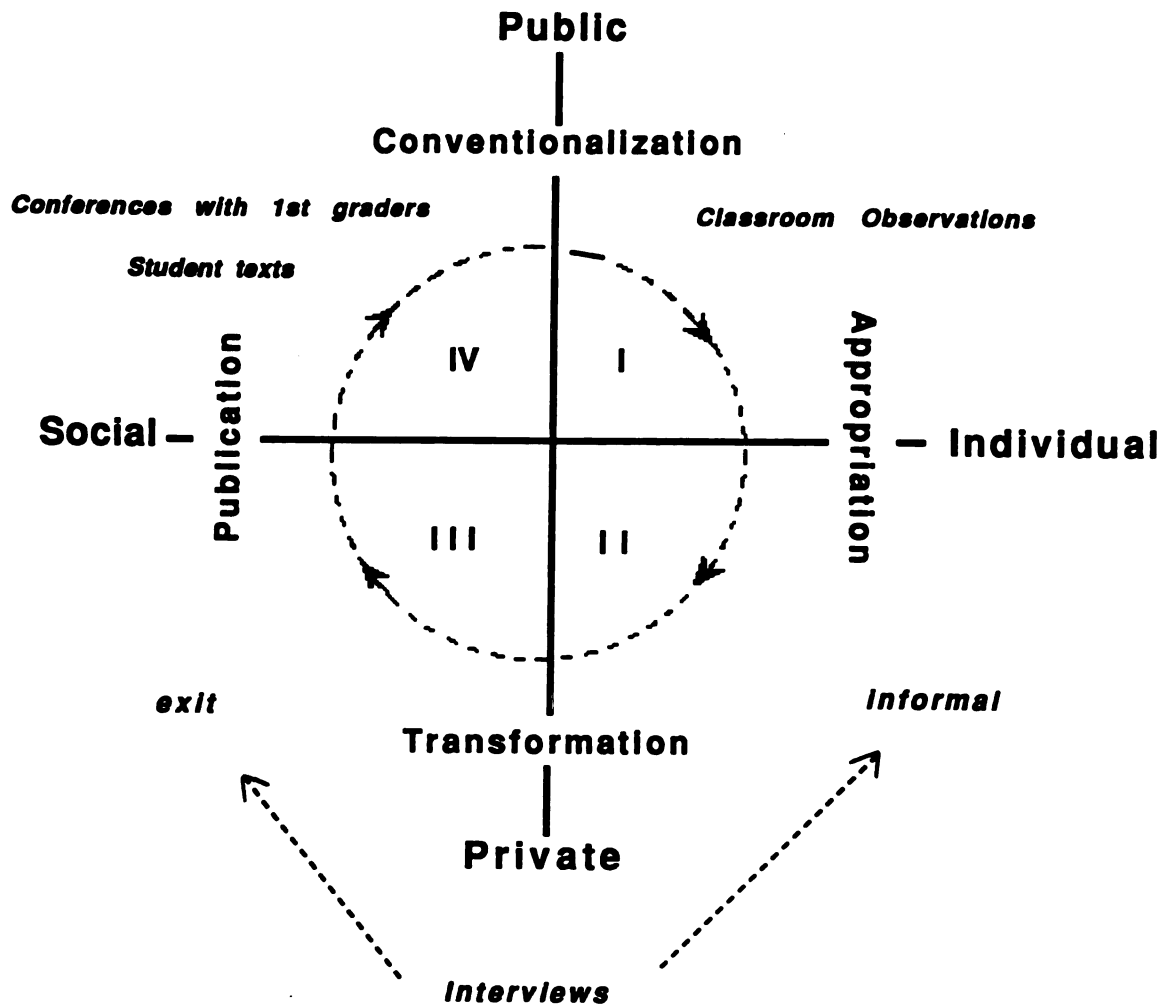 Public
Conventionalization
Conferences with 1st graders
Classroom Observations
Student texts
IV
I
Publication
Appropriation
Social
Individual
III
II
exit
informal
Transformation
Private
Interviews